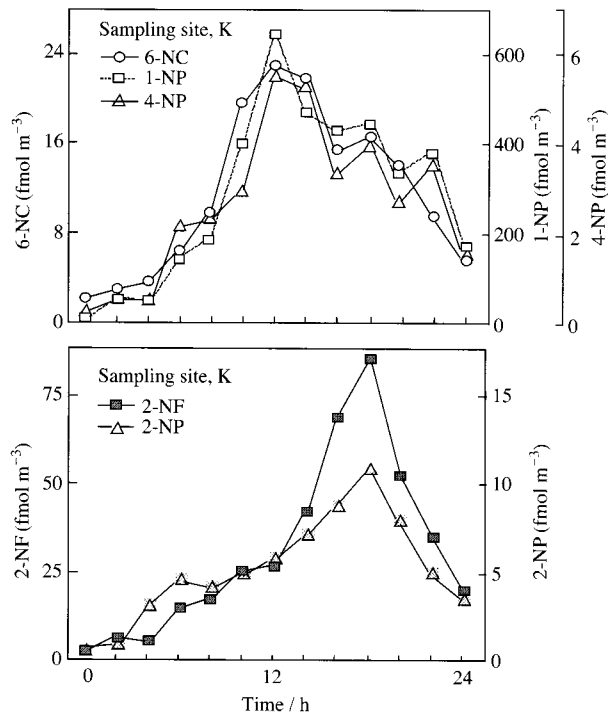 Sampling site, K
6-NC
1-NP
4-NP
24
16
8
0
6-NC (fmol m⁻³)
600
400
200
0
1-NP (fmol m⁻³)
6
4
2
0
4-NP (fmol m⁻³)
Sampling site, K
2-NF
2-NP
75
50
25
0
2-NF (fmol m⁻³)
15
10
5
0
2-NP (fmol m⁻³)
0 12 24
Time / h